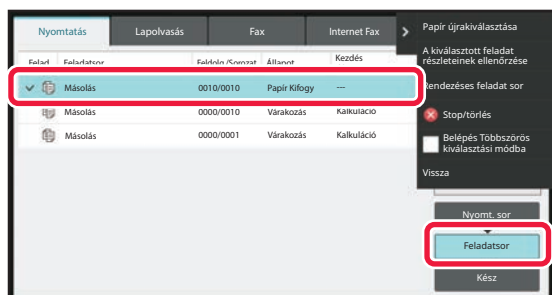 Nyomtatás Lapolvasás Fax Internet Fax
Felad Feladatsor Feldolg./Sorozat Állapot Kezdés
Másolás 0010/0010 Papír Kifogy ---
Másolás 0000/0010 Várakozás Kalkuláció
Másolás 0000/0001 Várakozás Kalkuláció
Papír újrakiválasztása
A kiválasztott feladat
részleteinek ellenőrzése
Rendezéses feladat sor
Stop/törlés
Belépés Többszörös
kiválasztási módba
Vissza
Nyomt. sor
Feladatsor
Kész